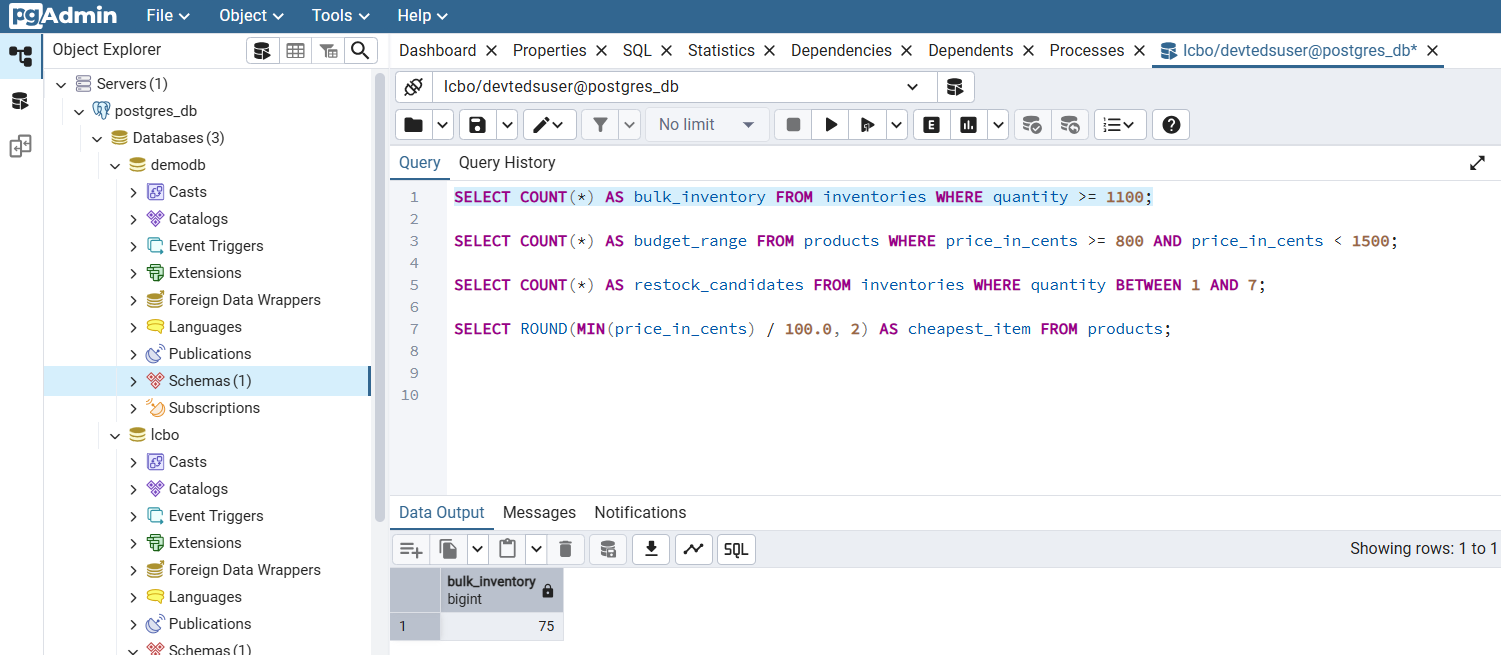 pgAdmin File Object Tools Help
Object Explorer
Dashboard Properties SQL Statistics Dependencies Dependents Processes lcbo/devtedsuser@postgres_db*
Servers (1)
postgres_db
Databases (3)
demodb
Casts
Catalogs
Event Triggers
Extensions
Foreign Data Wrappers
Languages
Publications
Schemas (1)
Subscriptions
lcbo
Casts
Catalogs
Event Triggers
Extensions
Foreign Data Wrappers
Languages
Publications
Schemas (1)
lcbo/devtedsuser@postgres_db
No limit E
Query Query History
1 SELECT COUNT(*) AS bulk_inventory FROM inventories WHERE quantity >= 1100;
2
3 SELECT COUNT(*) AS budget_range FROM products WHERE price_in_cents >= 800 AND price_in_cents < 1500;
4
5 SELECT COUNT(*) AS restock_candidates FROM inventories WHERE quantity BETWEEN 1 AND 7;
6
7 SELECT ROUND(MIN(price_in_cents) / 100.0, 2) AS cheapest_item FROM products;
8
9
10
Data Output Messages Notifications
SQL Showing rows: 1 to 1
bulk_inventory
bigint
1 75